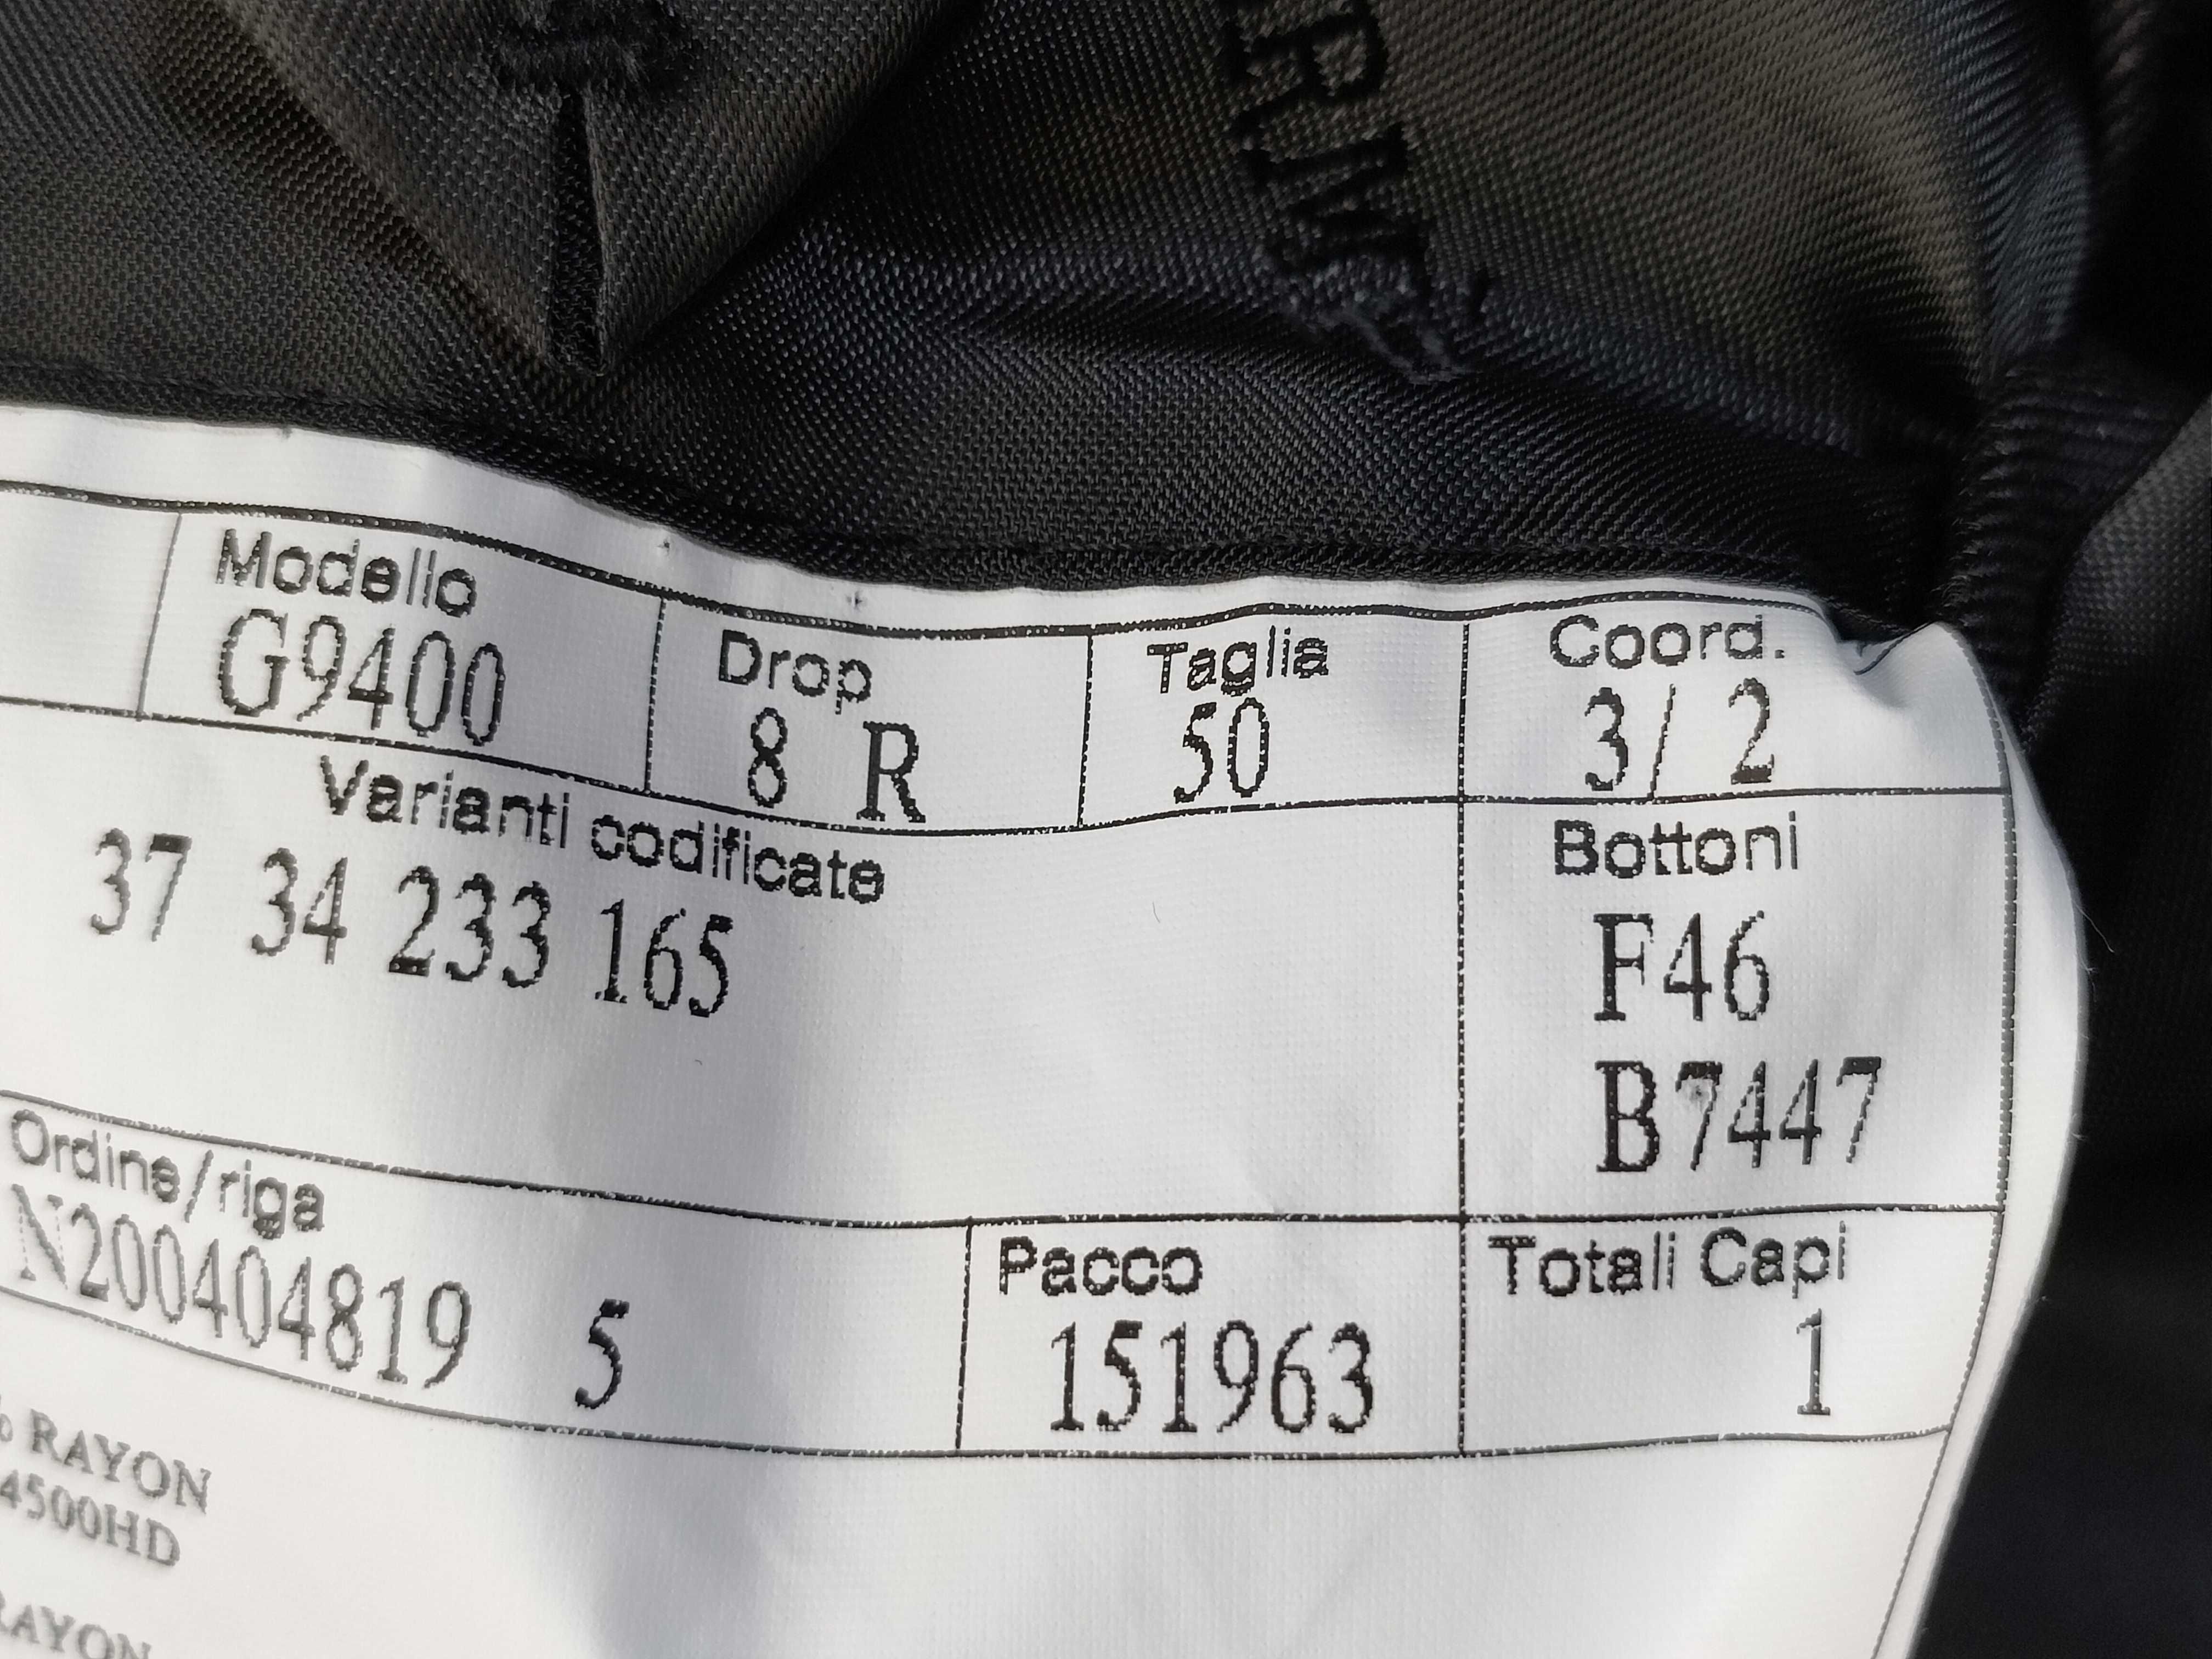 Modello Drop Taglia Coord.
G9400 8 R 50 3/ 2
Varianti codificate Bottoni
37 34 233 165 F46
B7447
Ordine/riga Pacco Totali Capi
N200404819 5 151963 1
% RAYON
4500HD
RAYON